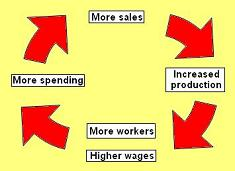 More sales
Increased
production
More workers
Higher wages
More spending